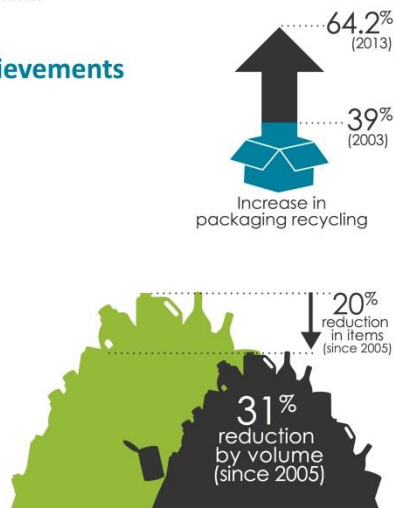 ievements
64.2%
(2013)
39%
(2003)
Increase in
packaging recycling
20%
reduction
in items
(since 2005)
31%
reduction
by volume
(since 2005)